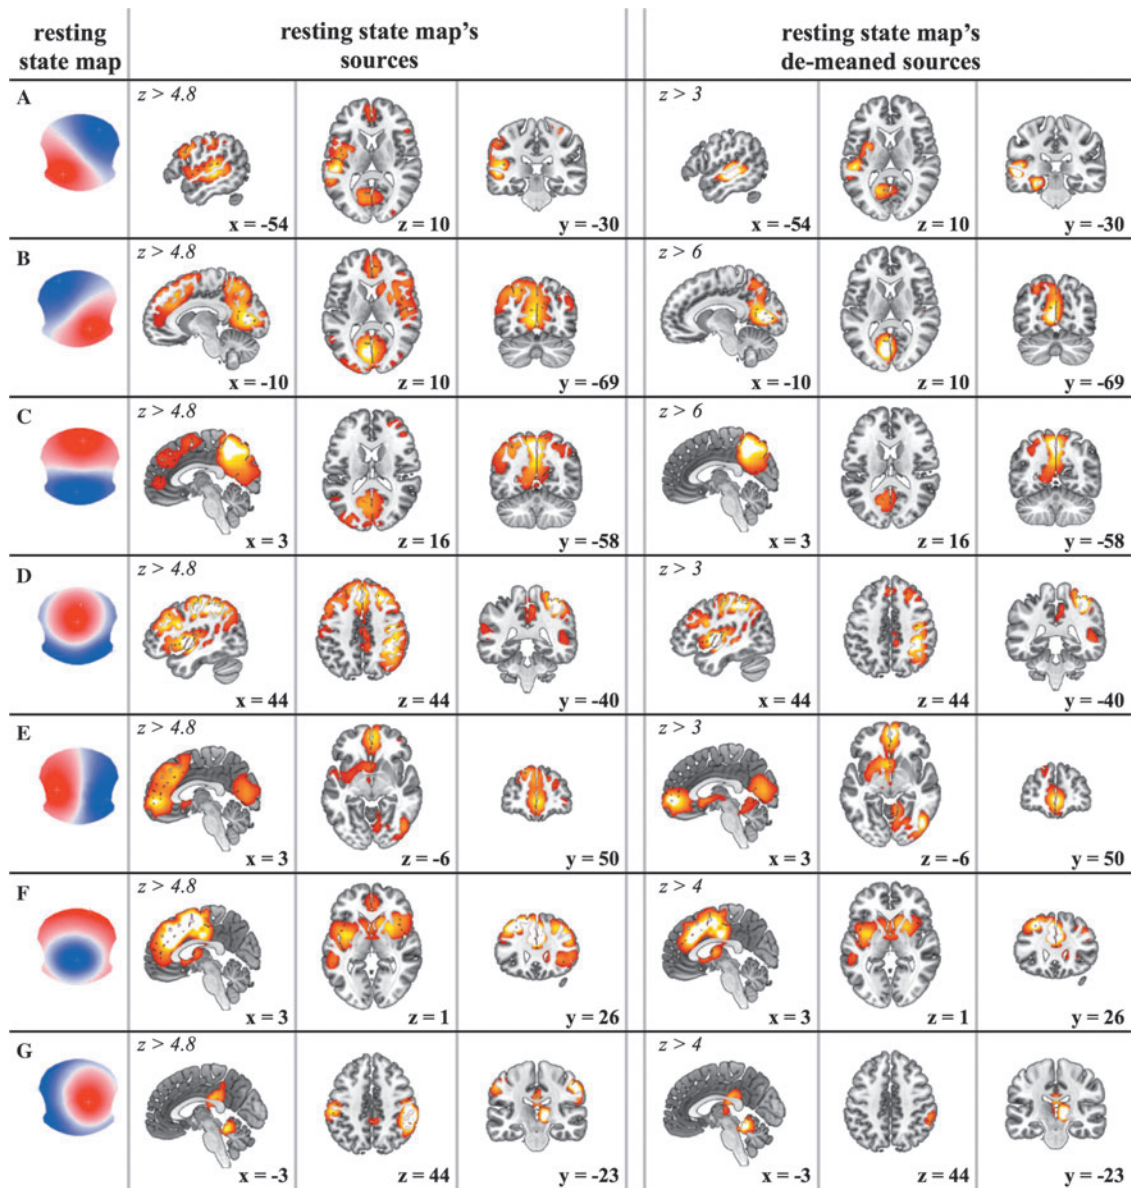 resting
state map
resting state map's
sources
resting state map's
de-meaned sources
A
z > 4.8
x = -54
z = 10
y = -30
z > 3
x = -54
z = 10
y = -30
B
z > 4.8
x = -10
z = 10
y = -69
z > 6
x = -10
z = 10
y = -69
C
z > 4.8
x = 3
z = 16
y = -58
z > 6
x = 3
z = 16
y = -58
D
z > 4.8
x = 44
z = 44
y = -40
z > 3
x = 44
z = 44
y = -40
E
z > 4.8
x = 3
z = -6
y = 50
z > 3
x = 3
z = -6
y = 50
F
z > 4.8
x = 3
z = 1
y = 26
z > 4
x = 3
z = 1
y = 26
G
z > 4.8
x = -3
z = 44
y = -23
z > 4
x = -3
z = 44
y = -23